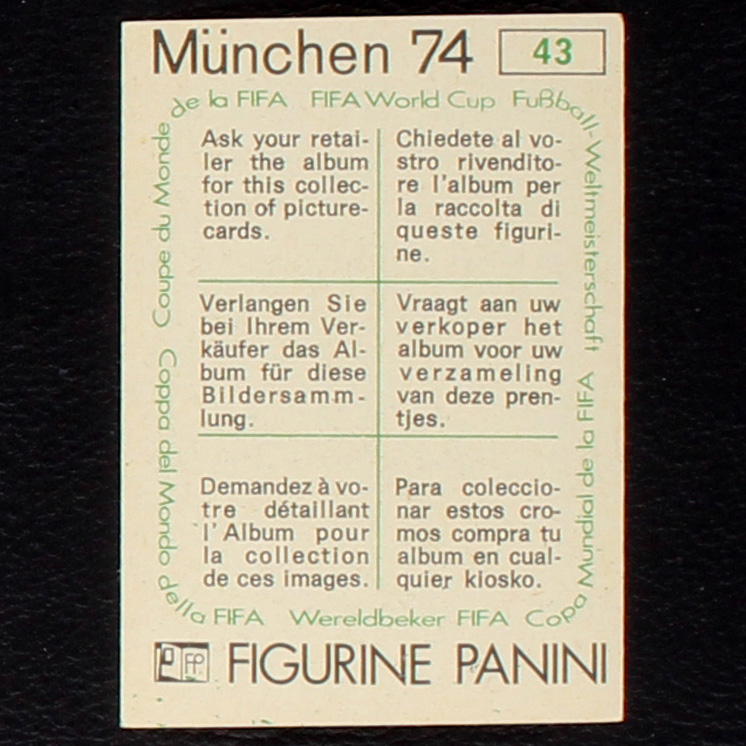 München 74 43
de la FIFA FIFA World Cup Fußball-Weltmeisterschaft
Ask your retai-
ler the album
for this collec-
tion of picture-
cards.
Chiedete al vo-
stro rivendito-
re l'album per
la raccolta di
queste figuri-
ne.
Verlangen Sie
bei Ihrem Ver-
käufer das Al-
bum für diese
Bildersamm-
lung.
Vraagt aan uw
verkoper het
album voor uw
verzameling
van deze pren-
tjes.
Demandez à vo-
tre détaillant
l'Album pour
la collection
de ces images.
Para coleccio-
nar estos cro-
mos compra tu
album en cual-
quier kiosko.
Copa Mundial de la FIFA
Wereldbeker FIFA
Coppa del Mondo della FIFA
Coupe du Monde
FP FIGURINE PANINI